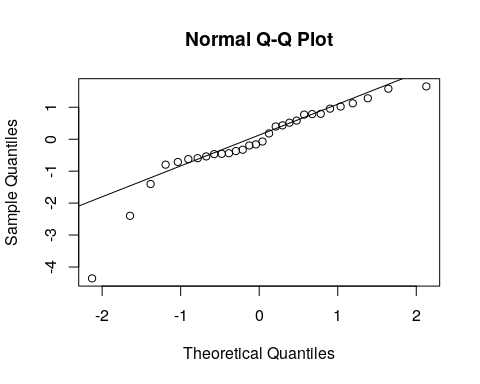 Normal Q-Q Plot
Sample Quantiles
1
0
-1
-2
-3
-4
-2 -1 0 1 2
Theoretical Quantiles